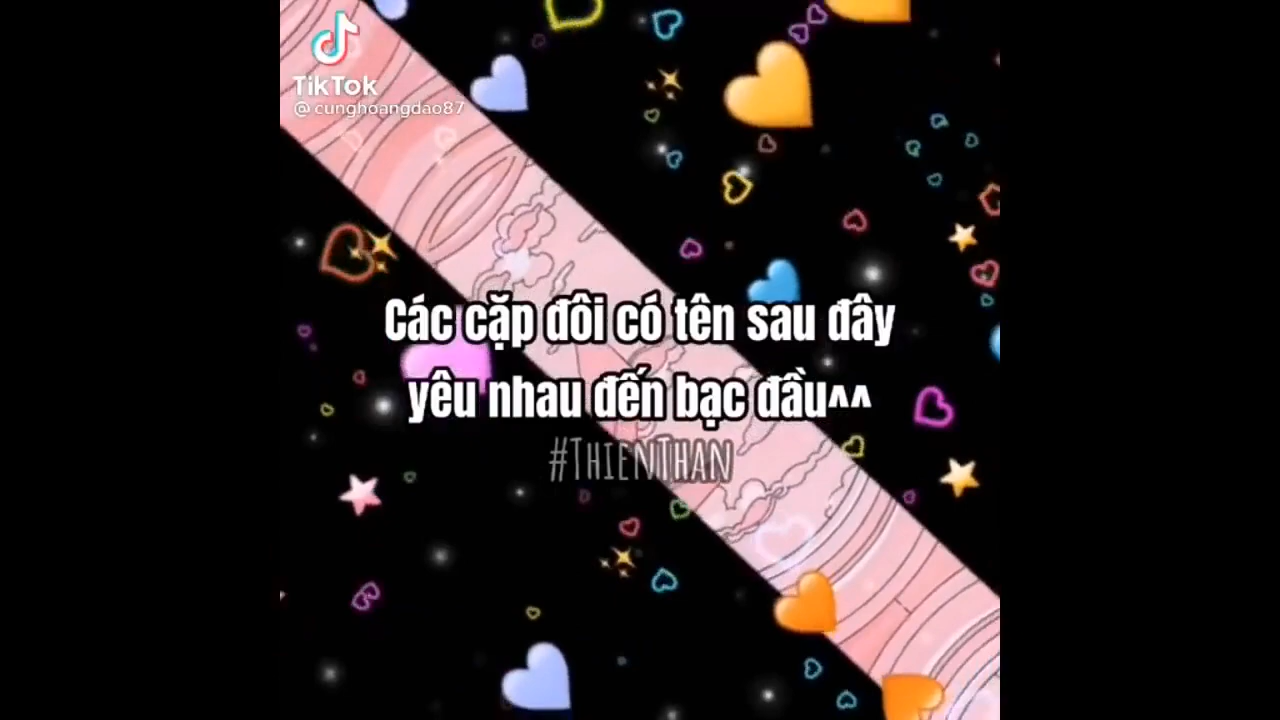 TikTok
@cunghoangdao87
Các cặp đôi có tên sau đây
yêu nhau đến bạc đầu^^
#THIENTHAN